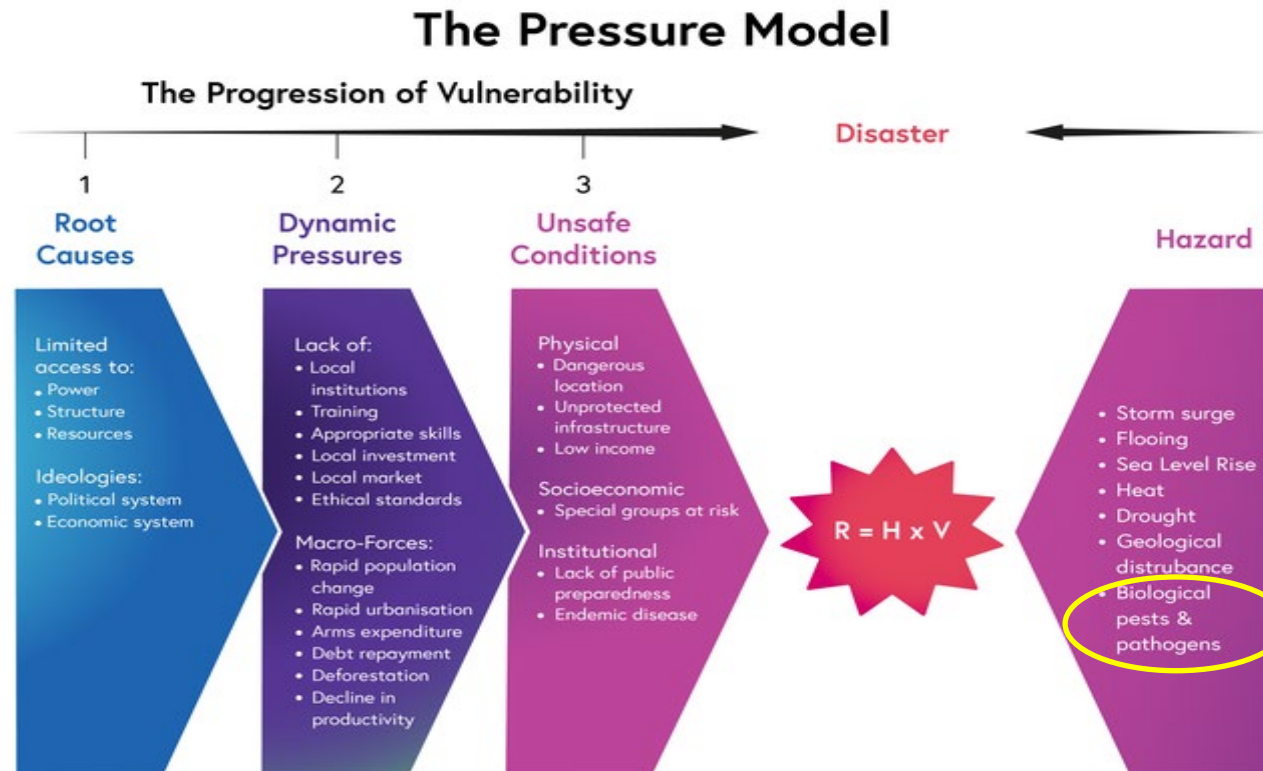 The Pressure Model
The Progression of Vulnerability
Disaster
1
2
3
Root
Causes
Dynamic
Pressures
Unsafe
Conditions
Hazard
Limited
access to:
• Power
• Structure
• Resources
Ideologies:
• Political system
• Economic system
Lack of:
• Local
institutions
• Training
• Appropriate skills
• Local investment
• Local market
• Ethical standards
Macro-Forces:
• Rapid population
change
• Rapid urbanisation
• Arms expenditure
• Debt repayment
• Deforestation
• Decline in
productivity
Physical
• Dangerous
location
• Unprotected
infrastructure
• Low income
Socioeconomic
• Special groups at risk
Institutional
• Lack of public
preparedness
• Endemic disease
R = H x V
• Storm surge
• Flooing
• Sea Level Rise
• Heat
• Drought
• Geological
distrubance
• Biological
pests &
pathogens